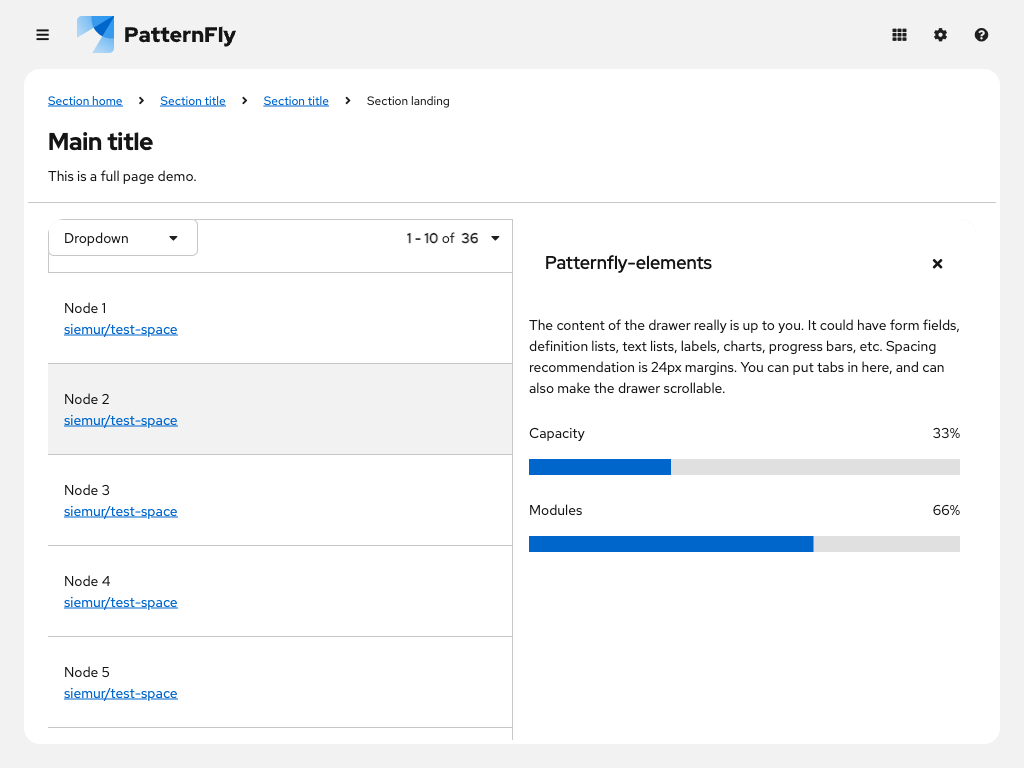 PatternFly
Section home
Section title
Section title
Section landing
Main title
This is a full page demo.
Dropdown
1 - 10 of 36
Node 1
siemur/test-space
Node 2
siemur/test-space
Node 3
siemur/test-space
Node 4
siemur/test-space
Node 5
siemur/test-space
Patternfly-elements
The content of the drawer really is up to you. It could have form fields,
definition lists, text lists, labels, charts, progress bars, etc. Spacing
recommendation is 24px margins. You can put tabs in here, and can
also make the drawer scrollable.
Capacity 33%
Modules 66%